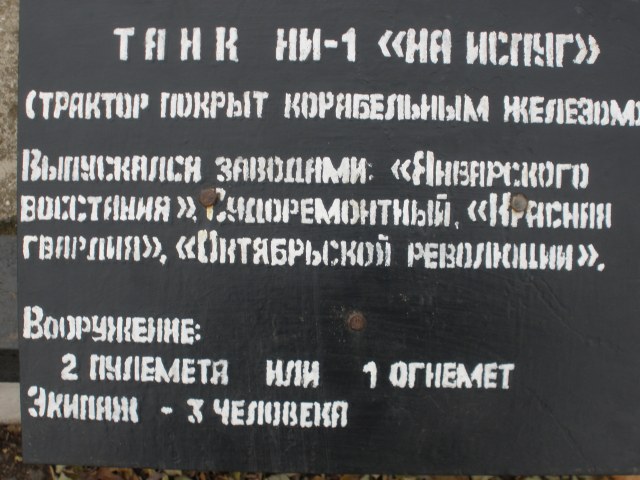 ТАНК НИ-1 «НА ИСПУГ»
(ТРАКТОР ПОКРЫТ КОРАБЕЛЬНЫМ ЖЕЛЕЗОМ)
ВЫПУСКАЛСЯ ЗАВОДАМИ: «ЯНВАРСКОГО
ВОССТАНИЯ», СУДОРЕМОНТНЫЙ, «КРАСНАЯ
ГВАРДИЯ», «ОКТЯБРЬСКОЙ РЕВОЛЮЦИИ».
ВООРУЖЕНИЕ:
2 ПУЛЕМЕТА ИЛИ 1 ОГНЕМЕТ
ЭКИПАЖ - 3 ЧЕЛОВЕКА